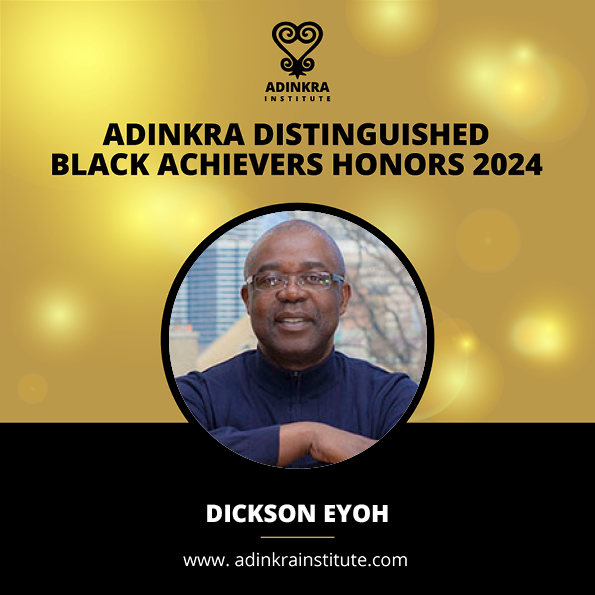 ADINKRA
INSTITUTE
ADINKRA DISTINGUISHED
BLACK ACHIEVERS HONORS 2024
DICKSON EYOH
www. adinkrainstitute.com